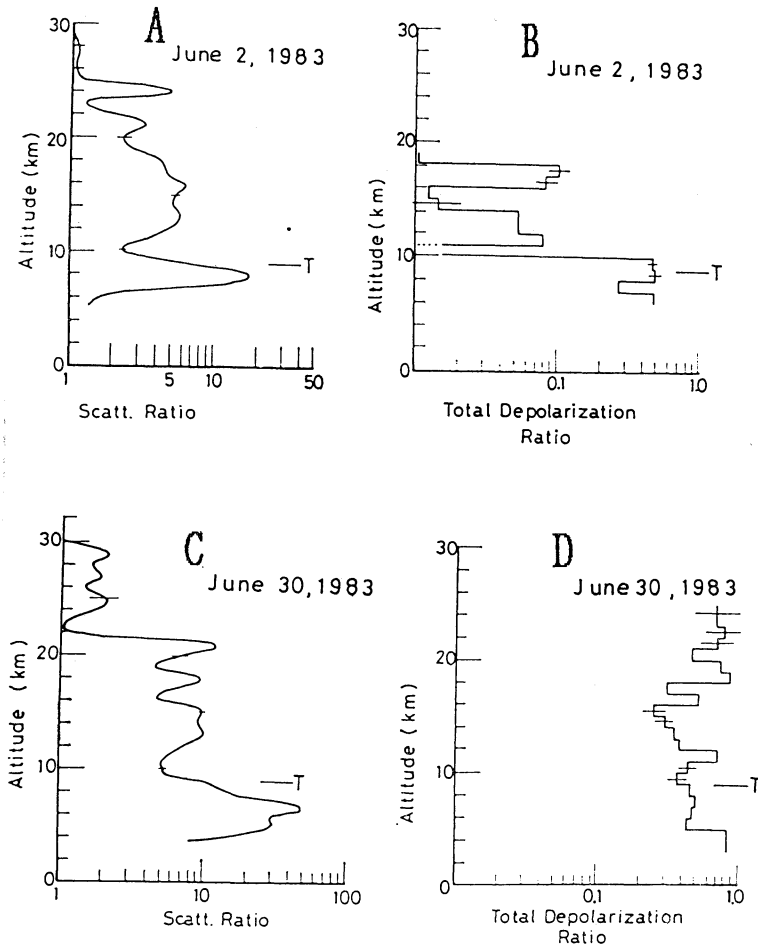 A
June 2, 1983
30
20
10
0
Altitude (km)
T
1
5
10
50
Scatt. Ratio
B
June 2, 1983
30
20
10
0
Altitude (km)
T
0.1
1.0
Total Depolarization
Ratio
C
June 30, 1983
30
20
10
0
Altitude (km)
T
1
10
100
Scatt. Ratio
D
June 30, 1983
30
20
10
0
Altitude (km)
T
0.1
1.0
Total Depolarization
Ratio